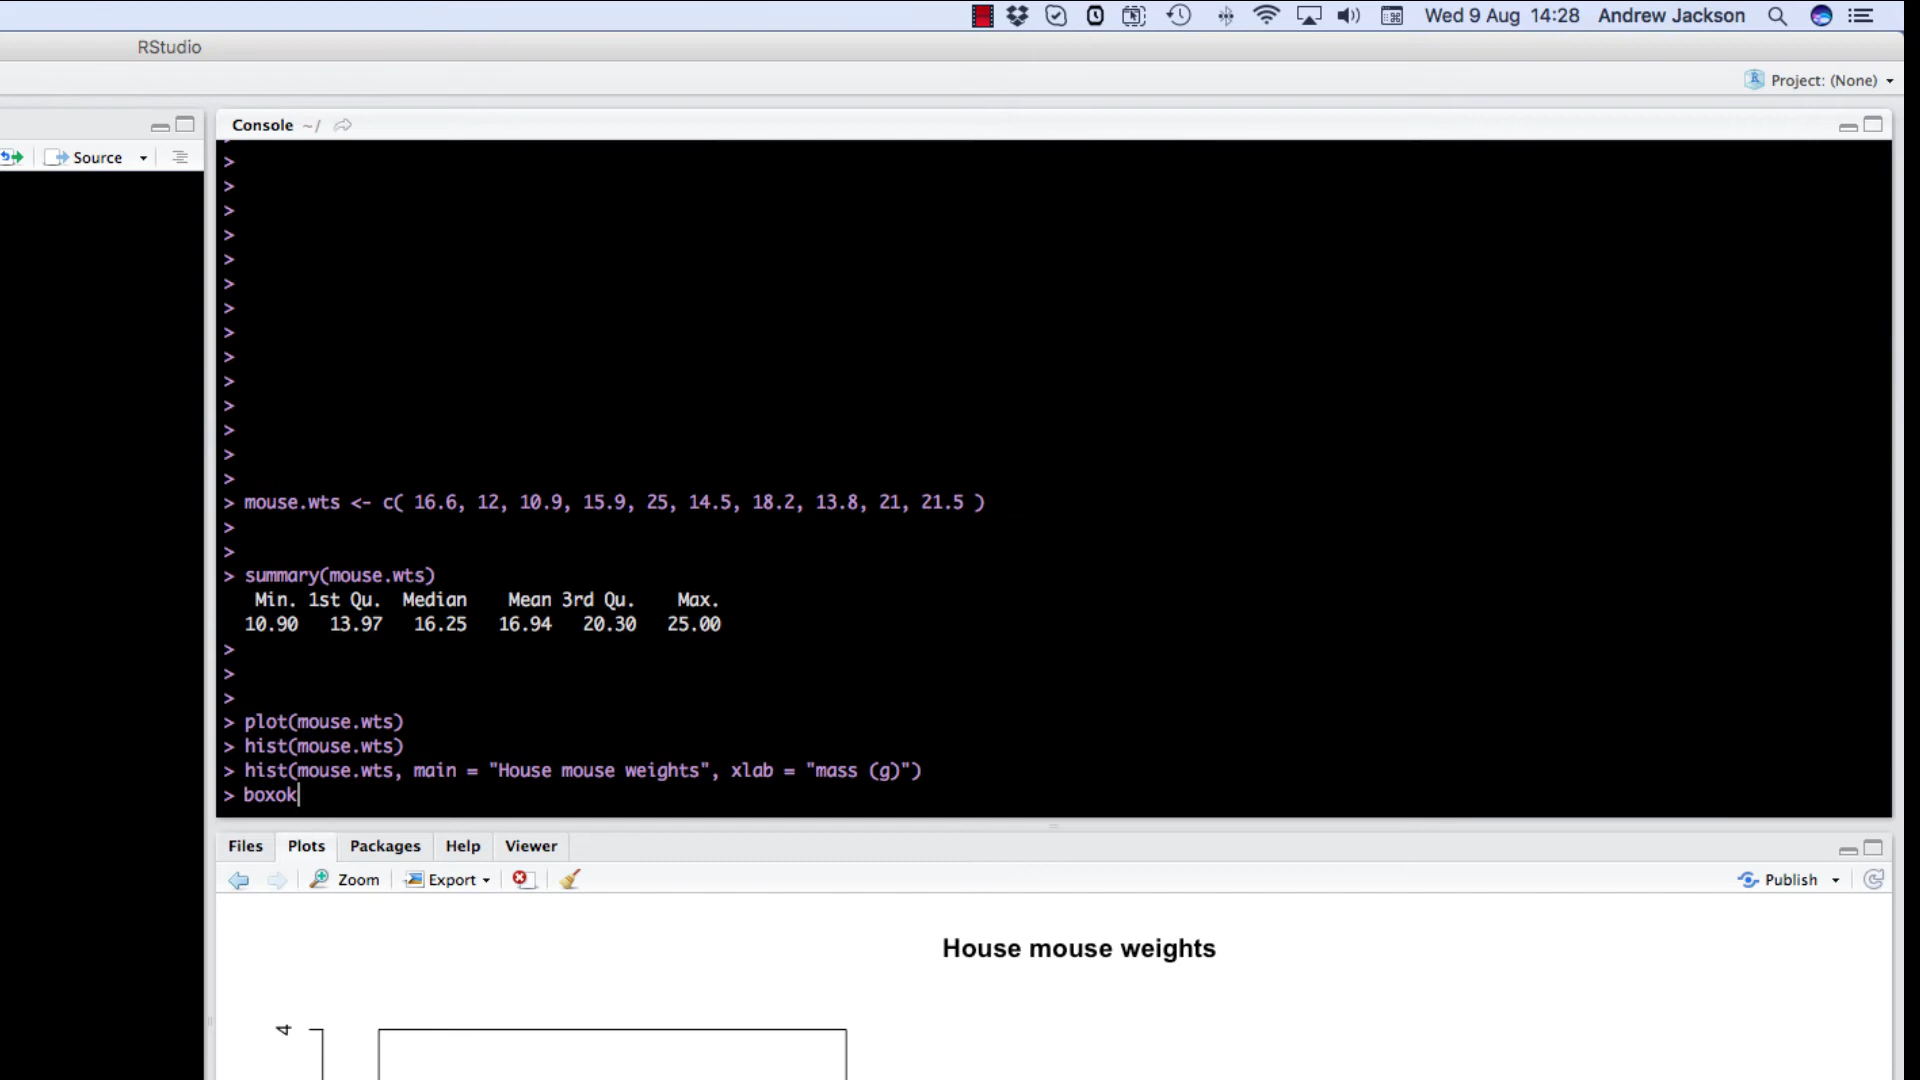 Wed 9 Aug 14:28 Andrew Jackson
RStudio
Project: (None)
Source
Console ~/
>
>
>
>
>
>
>
>
>
>
>
>
>
>
> mouse.wts <- c( 16.6, 12, 10.9, 15.9, 25, 14.5, 18.2, 13.8, 21, 21.5 )
>
>
> summary(mouse.wts)
Min. 1st Qu. Median Mean 3rd Qu. Max.
10.90 13.97 16.25 16.94 20.30 25.00
>
>
>
> plot(mouse.wts)
> hist(mouse.wts)
> hist(mouse.wts, main = "House mouse weights", xlab = "mass (g)")
> boxok
Files Plots Packages Help Viewer
Zoom Export Publish
House mouse weights
4